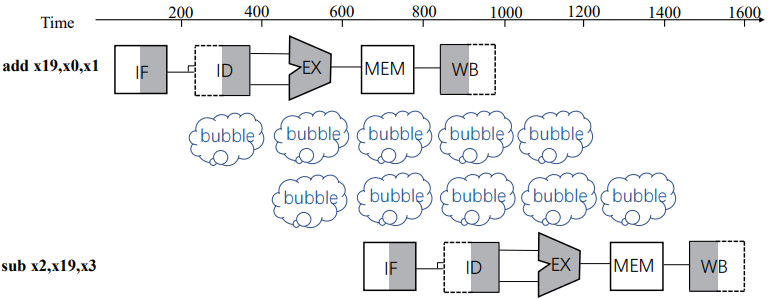 Time 200 400 600 800 1000 1200 1400 1600
add x19,x0,x1 IF ID EX MEM WB
bubble bubble bubble bubble bubble
bubble bubble bubble bubble bubble
sub x2,x19,x3 IF ID EX MEM WB